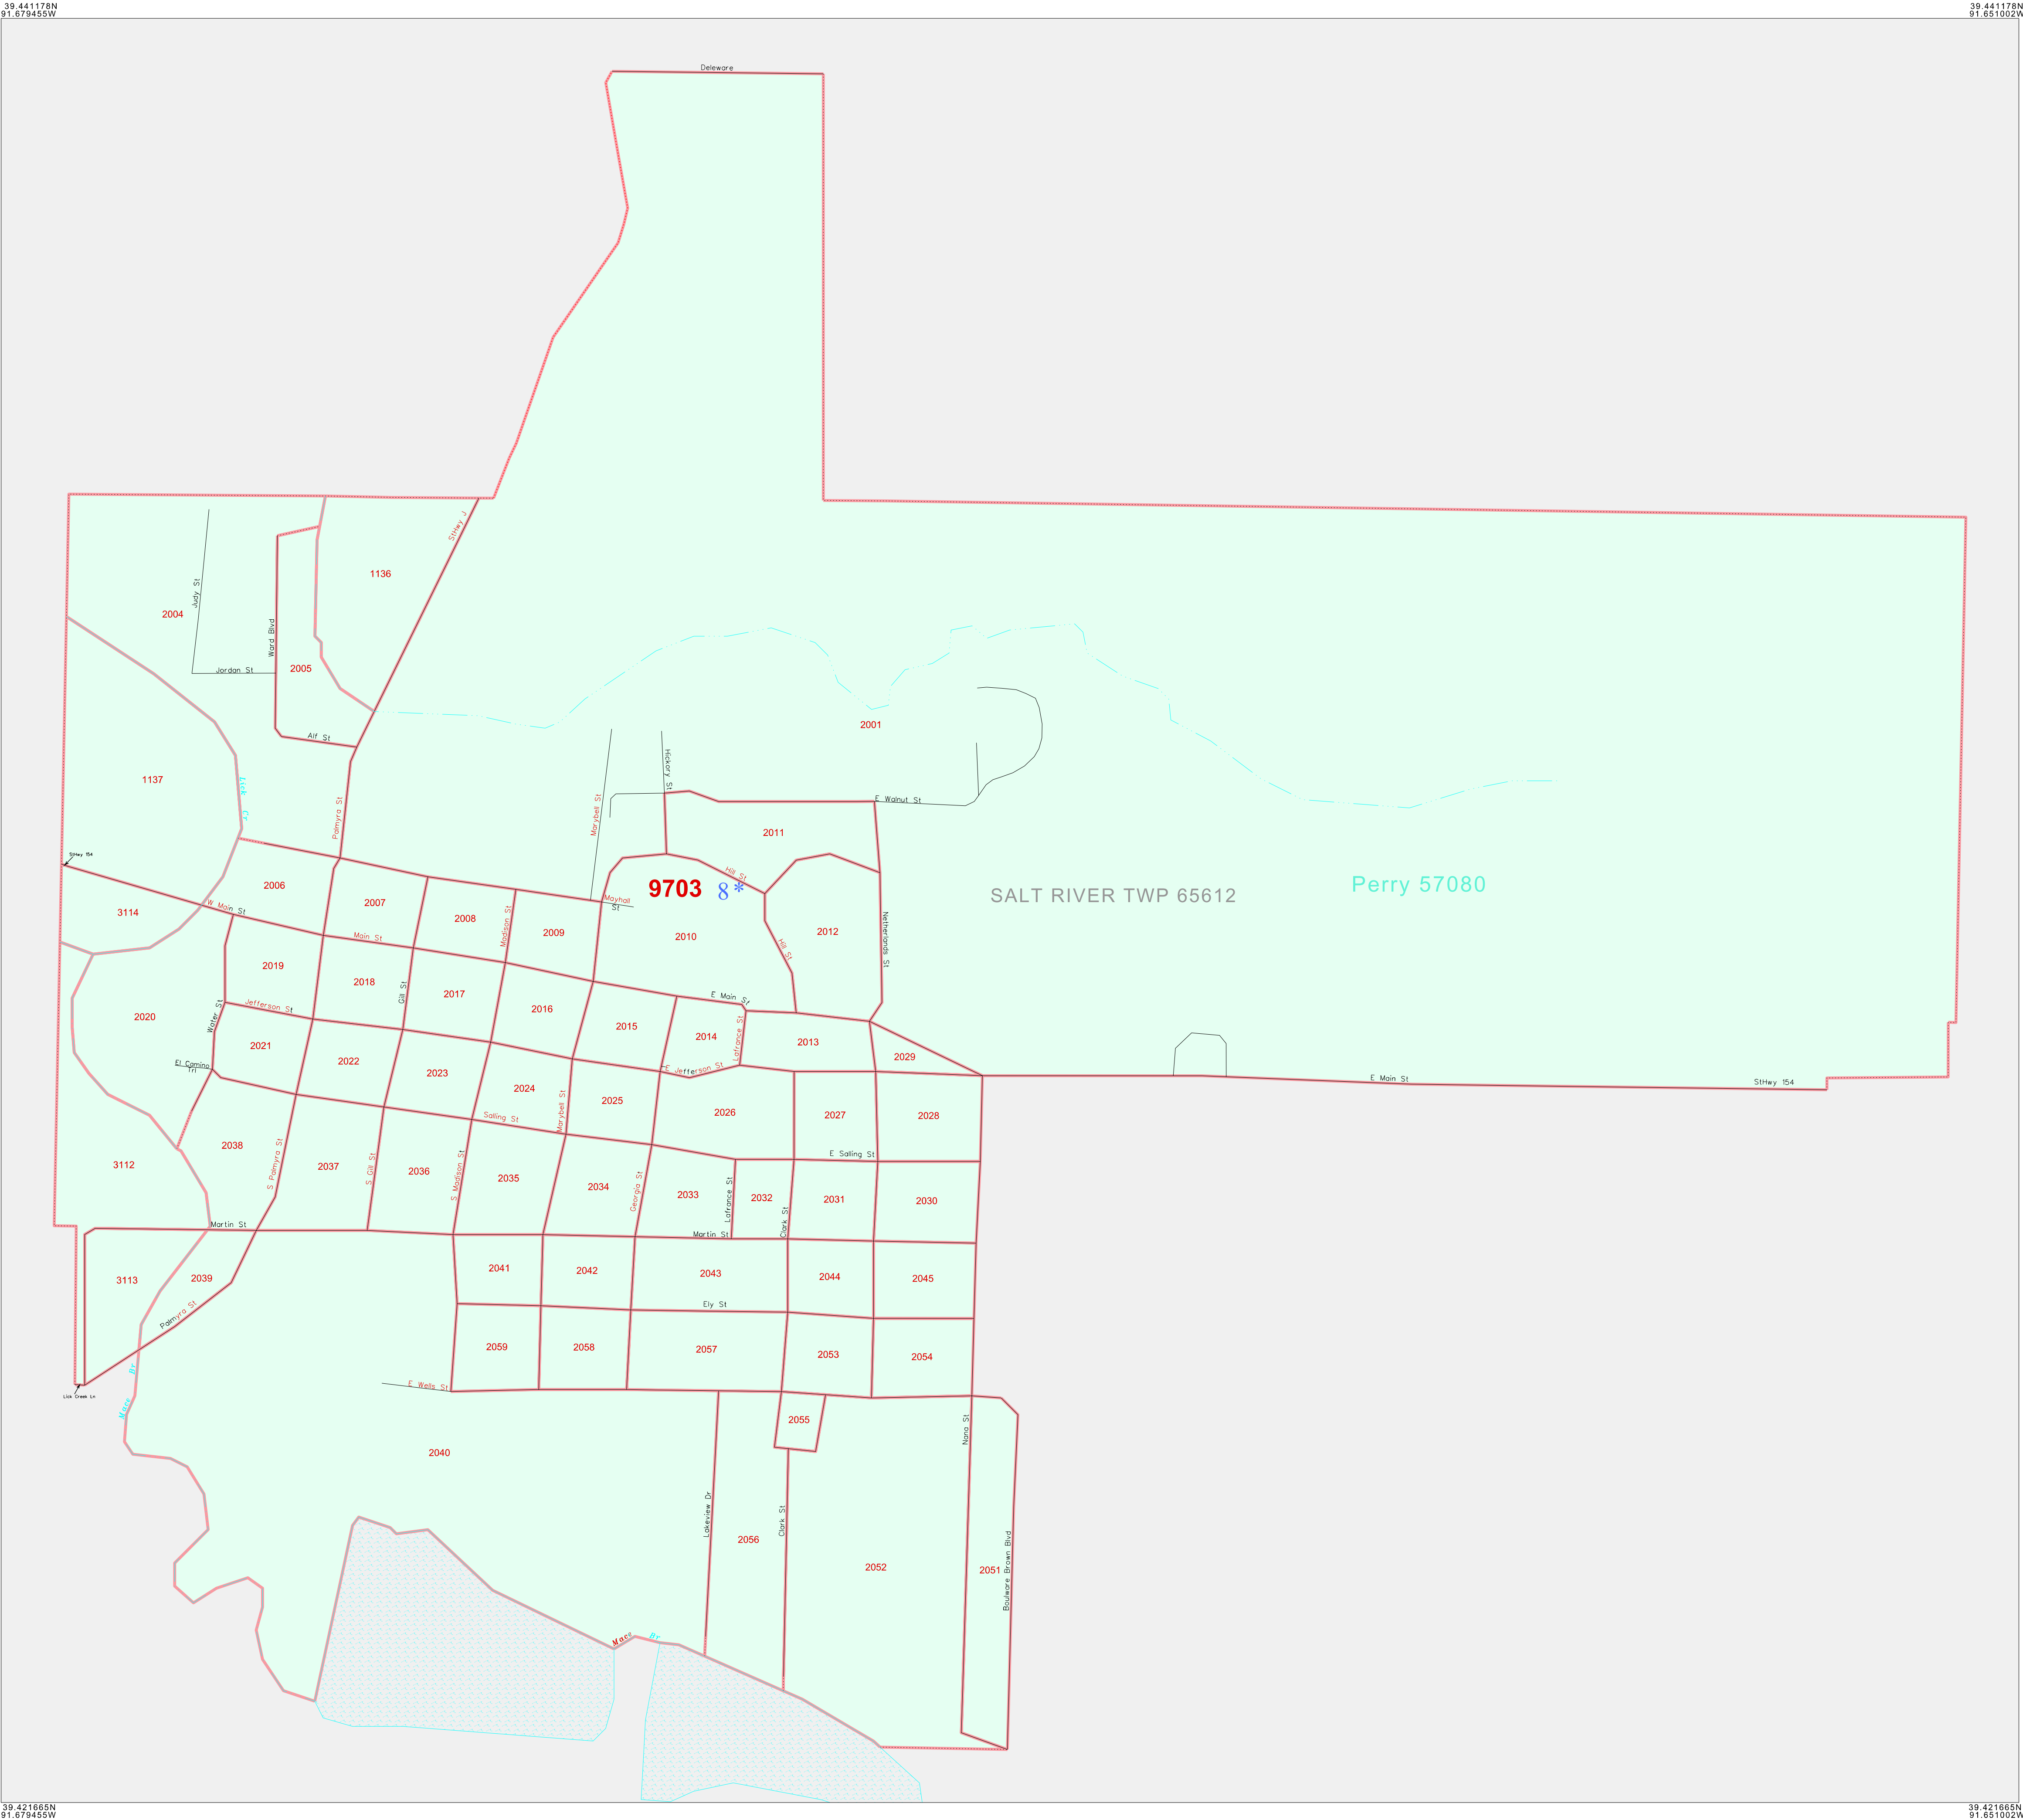 39.441178N
91.679455W
39.441178N
91.651002W
Deleware
StHwy J
1136
Judy St
2004
Ward Blvd
Jordan St
2005
Alf St
2001
Hickory St
1137
Lick Cr
Palmyra St
Marybell St
E Walnut St
2011
StHwy 154
Hill St
2006
9703
8*
SALT RIVER TWP 65612
Perry 57080
Mayhall
St
2007
3114
W Main St
2008
Madison St
2009
2010
2012
Netherlands St
Main St
Hill St
2019
2018
Gill St
2017
E Main St
Jefferson St
2016
2020
Water St
2015
2014
Lafrance St
2013
2021
2029
El Camino
Trl
2022
2023
E Jefferson St
E Main St
StHwy 154
2024
2025
2026
2027
2028
Salling St
Marybell St
2038
E Salling St
3112
S Palmyra St
2037
S Gill St
2036
S Madison St
2035
2034
Georgia St
2033
Lafrance St
2032
2031
2030
Clark St
Martin St
Martin St
3113
2039
2041
2042
2043
2044
2045
Palmyra St
Ely St
2059
2058
2057
2053
2054
Mace Br
E Wells St
Lick Creek Ln
2055
Nana St
2040
Lakeview Dr
Clark St
2056
2052
2051
Boulware Brown Blvd
Mace Br
39.421665N
91.679455W
39.421665N
91.651002W